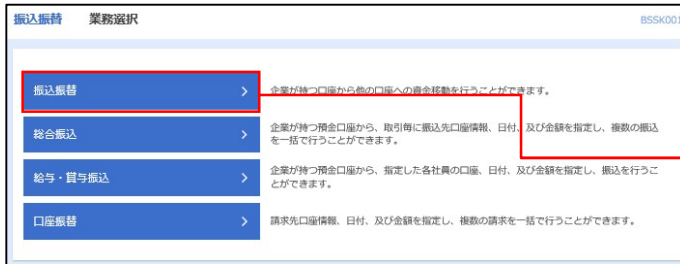 振込振替 業務選択 BSSK001
振込振替 企業が持つ口座から他の口座への資金移動を行うことができます。
総合振込 企業が持つ預金口座から、取引毎に振込先口座情報、日付、及び金額を指定し、複数の振込
を一括で行うことができます。
給与・賞与振込 企業が持つ預金口座から、指定した各社員の口座、日付、及び金額を指定し、振込を行うこ
とができます。
口座振替 請求先口座情報、日付、及び金額を指定し、複数の請求を一括で行うことができます。